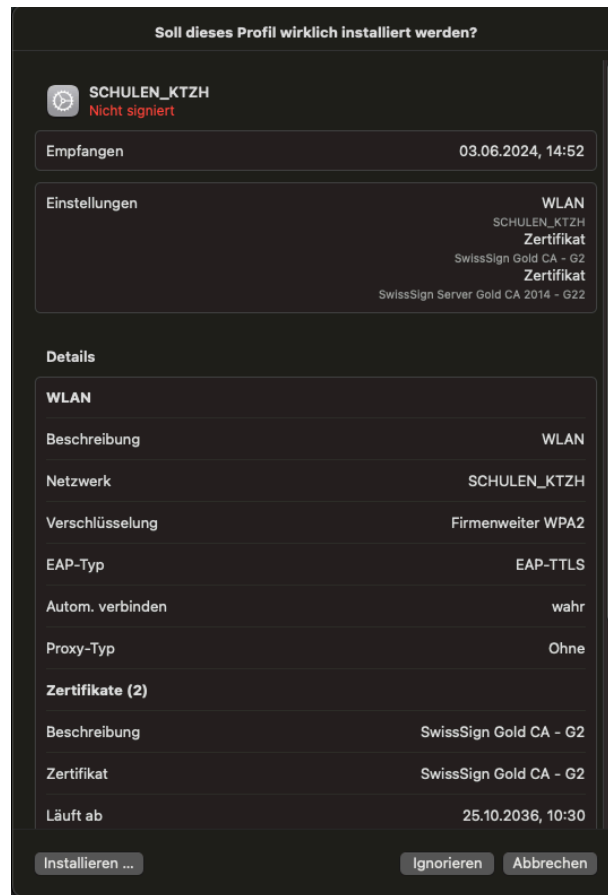 Soll dieses Profil wirklich installiert werden?
SCHULEN_KTZH
Nicht signiert
Empfangen 03.06.2024, 14:52
Einstellungen WLAN
SCHULEN_KTZH
Zertifikat
SwissSign Gold CA - G2
Zertifikat
SwissSign Server Gold CA 2014 - G22
Details
WLAN
Beschreibung WLAN
Netzwerk SCHULEN_KTZH
Verschlüsselung Firmenweiter WPA2
EAP-Typ EAP-TTLS
Autom. verbinden wahr
Proxy-Typ Ohne
Zertifikate (2)
Beschreibung SwissSign Gold CA - G2
Zertifikat SwissSign Gold CA - G2
Läuft ab 25.10.2036, 10:30
Installieren ... Ignorieren Abbrechen